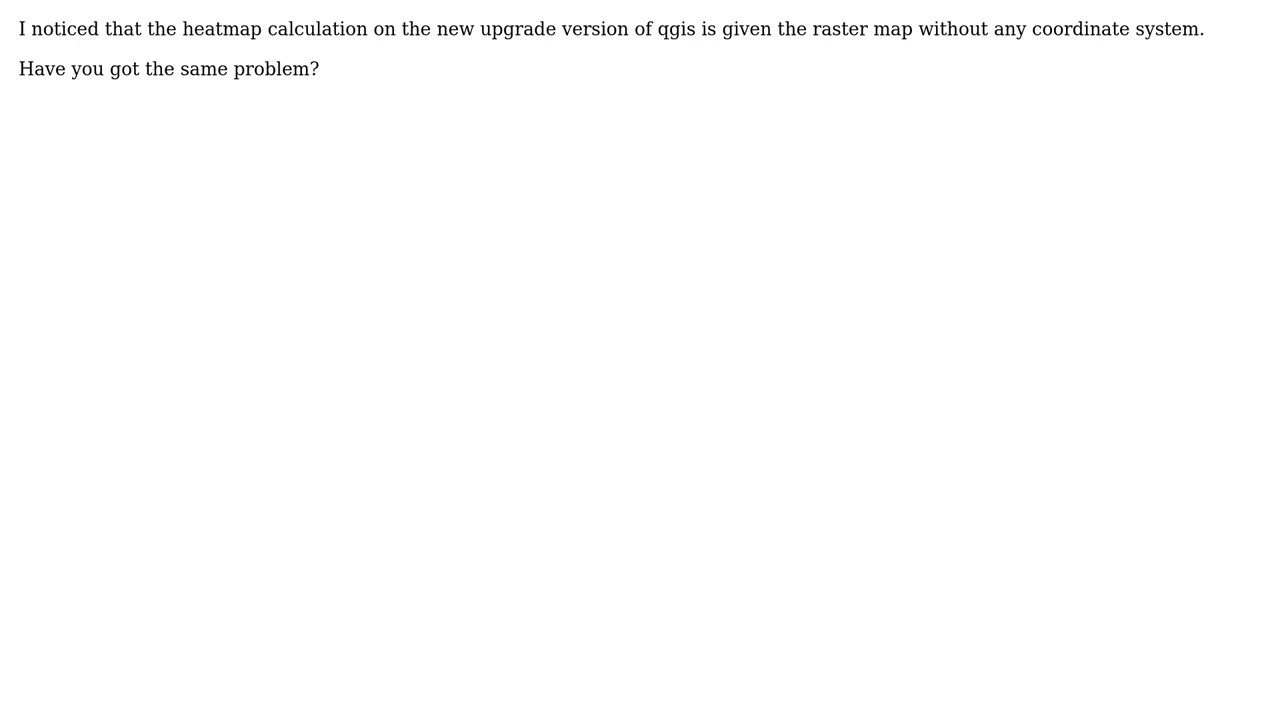 I noticed that the heatmap calculation on the new upgrade version of qgis is given the raster map without any coordinate system.
Have you got the same problem?